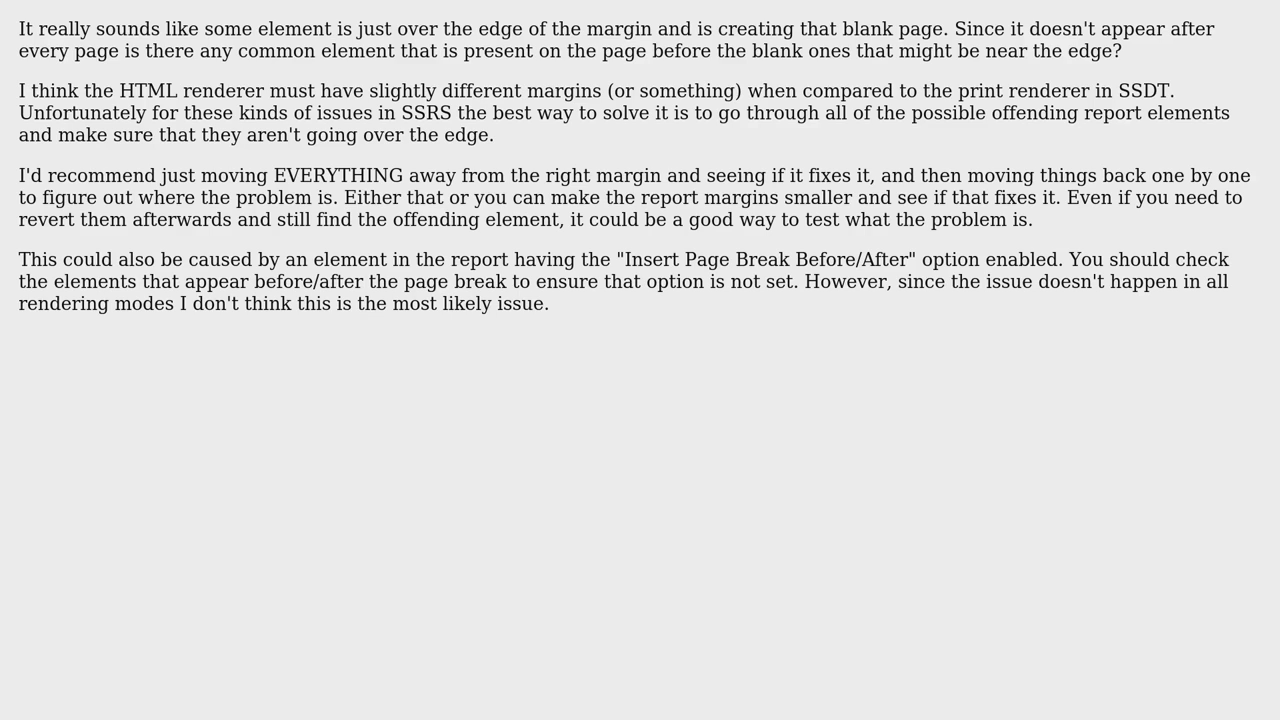 It really sounds like some element is just over the edge of the margin and is creating that blank page. Since it doesn't appear after
every page is there any common element that is present on the page before the blank ones that might be near the edge?
I think the HTML renderer must have slightly different margins (or something) when compared to the print renderer in SSDT.
Unfortunately for these kinds of issues in SSRS the best way to solve it is to go through all of the possible offending report elements
and make sure that they aren't going over the edge.
I'd recommend just moving EVERYTHING away from the right margin and seeing if it fixes it, and then moving things back one by one
to figure out where the problem is. Either that or you can make the report margins smaller and see if that fixes it. Even if you need to
revert them afterwards and still find the offending element, it could be a good way to test what the problem is.
This could also be caused by an element in the report having the "Insert Page Break Before/After" option enabled. You should check
the elements that appear before/after the page break to ensure that option is not set. However, since the issue doesn't happen in all
rendering modes I don't think this is the most likely issue.